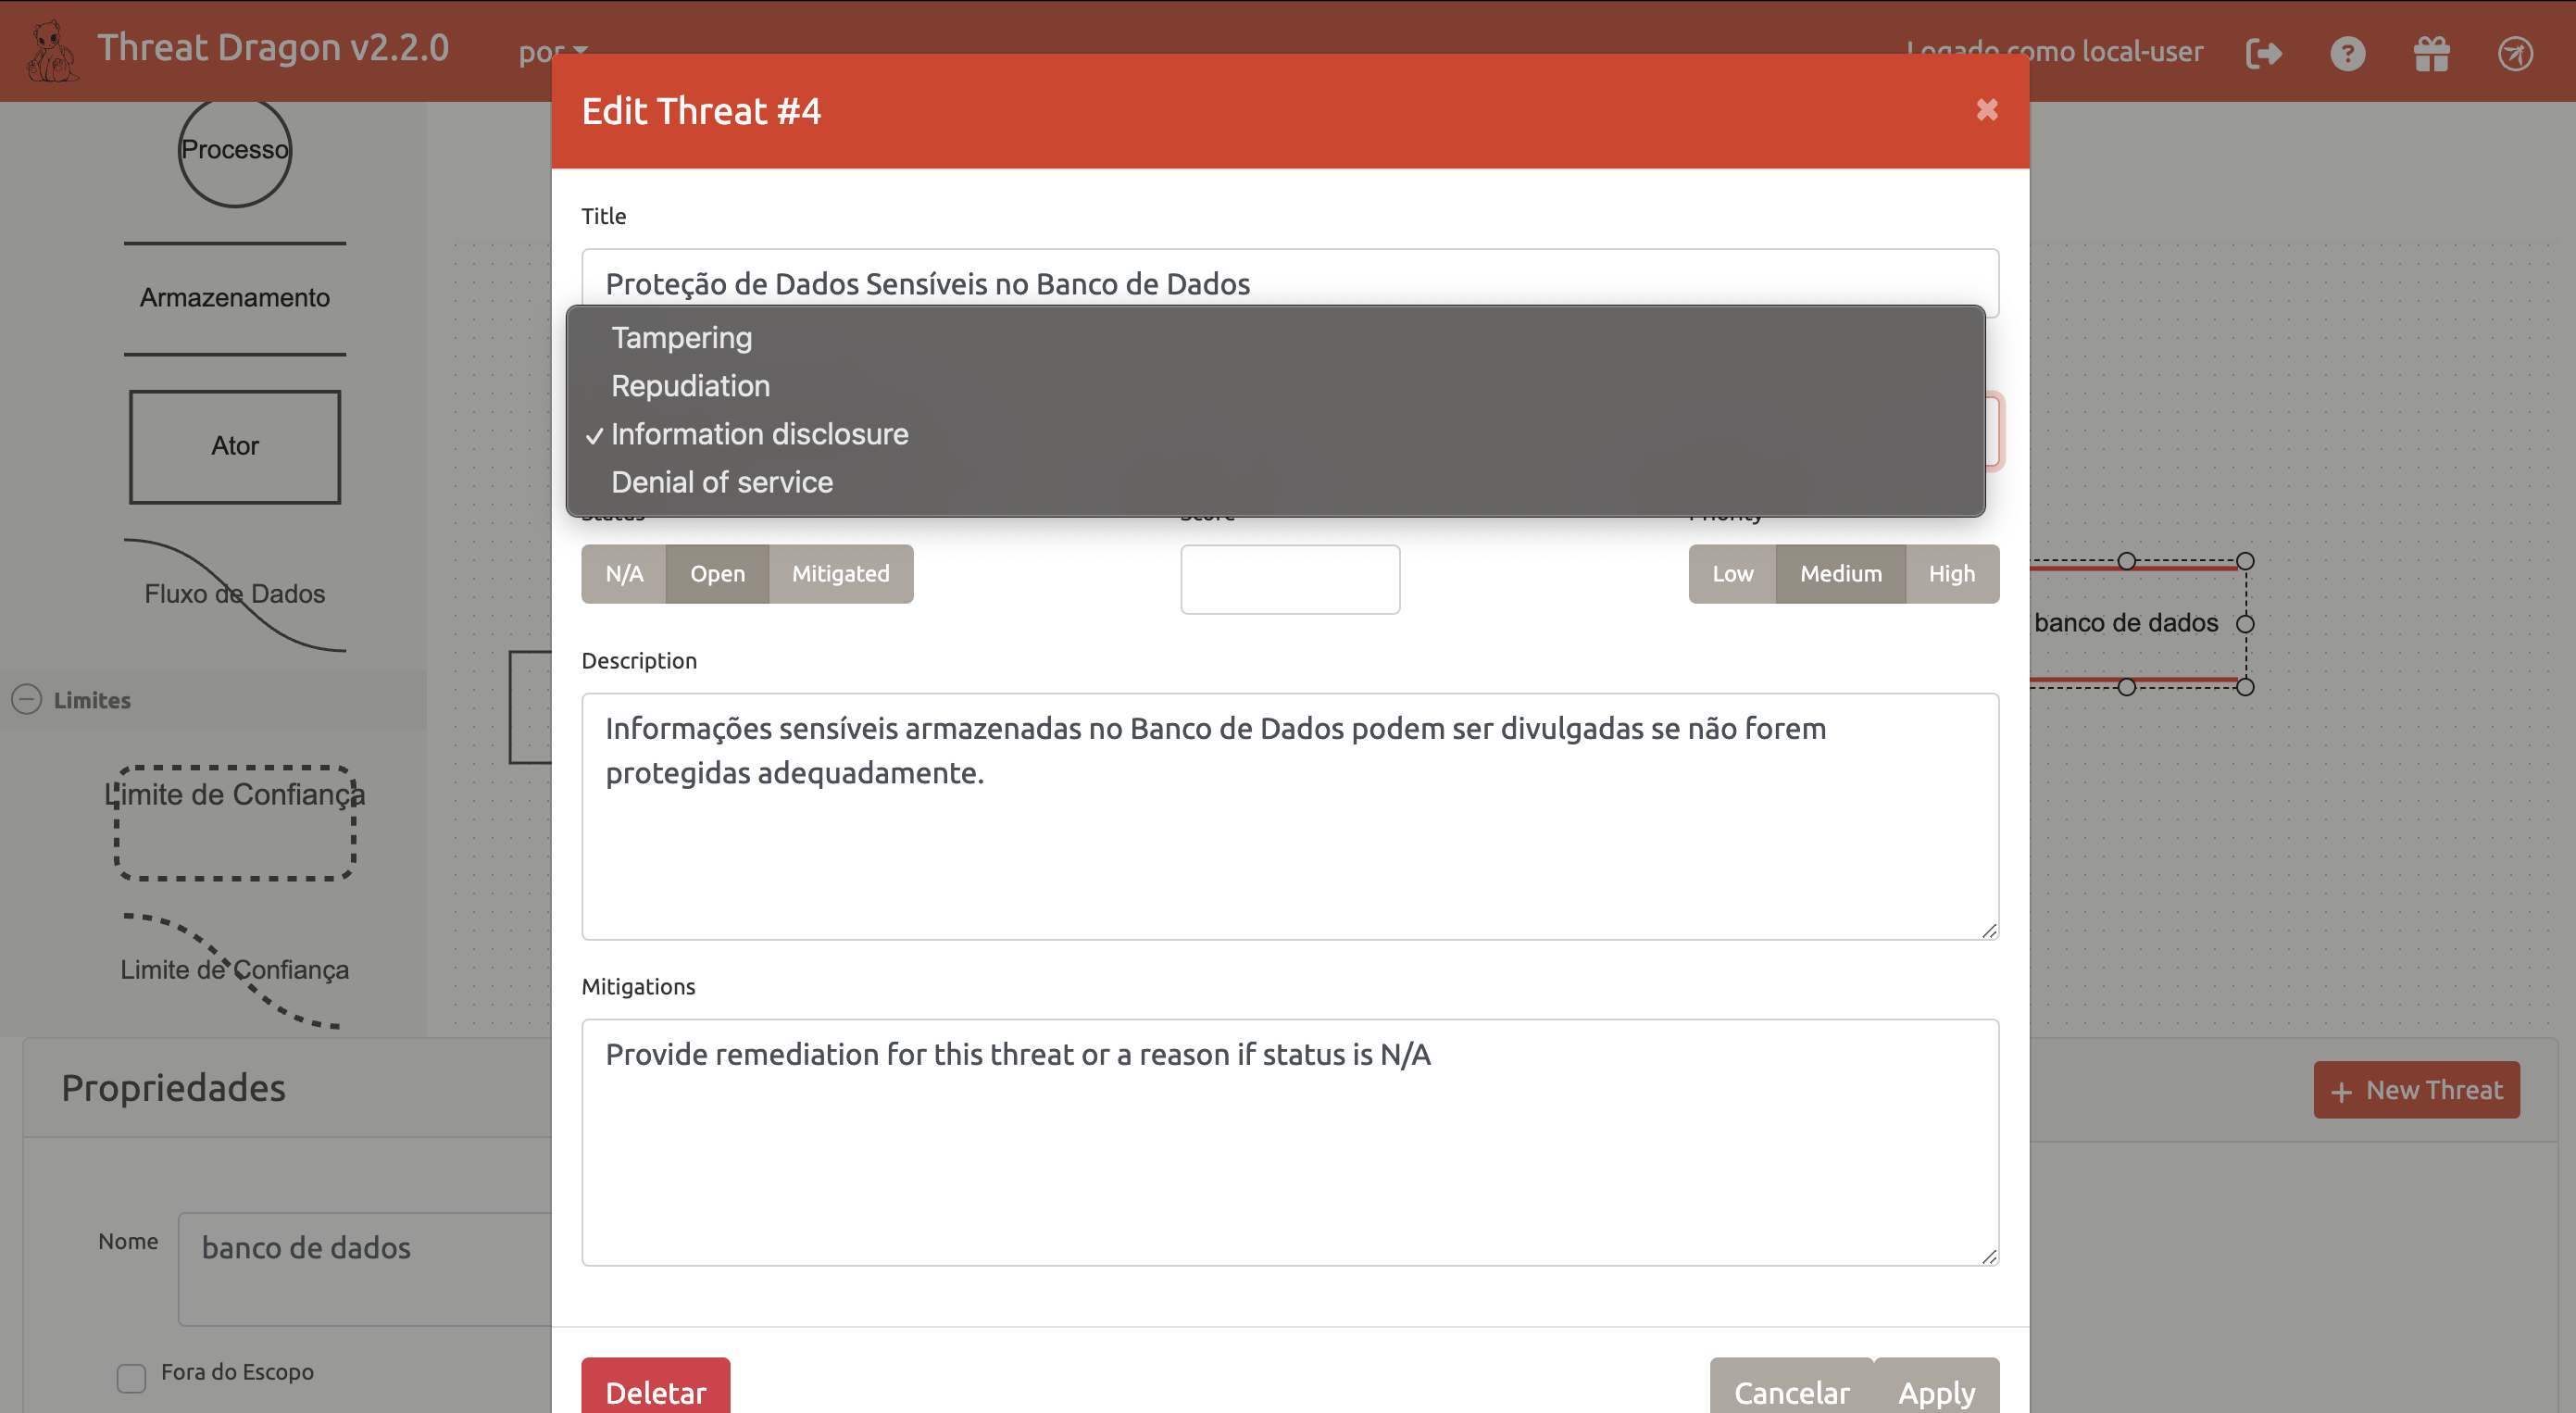 Threat Dragon v2.2.0
por
Logado como local-user
Processo
Armazenamento
Ator
Fluxo de Dados
Limites
Limite de Confiança
Limite de Confiança
Edit Threat #4
Title
Proteção de Dados Sensíveis no Banco de Dados
Tampering
Repudiation
Information disclosure
Denial of service
Status
Score
Priority
N/A
Open
Mitigated
Low
Medium
High
Description
Informações sensíveis armazenadas no Banco de Dados podem ser divulgadas se não forem
protegidas adequadamente.
Mitigations
Provide remediation for this threat or a reason if status is N/A
Deletar
Cancelar
Apply
banco de dados
Propriedades
+ New Threat
Nome
banco de dados
Fora do Escopo